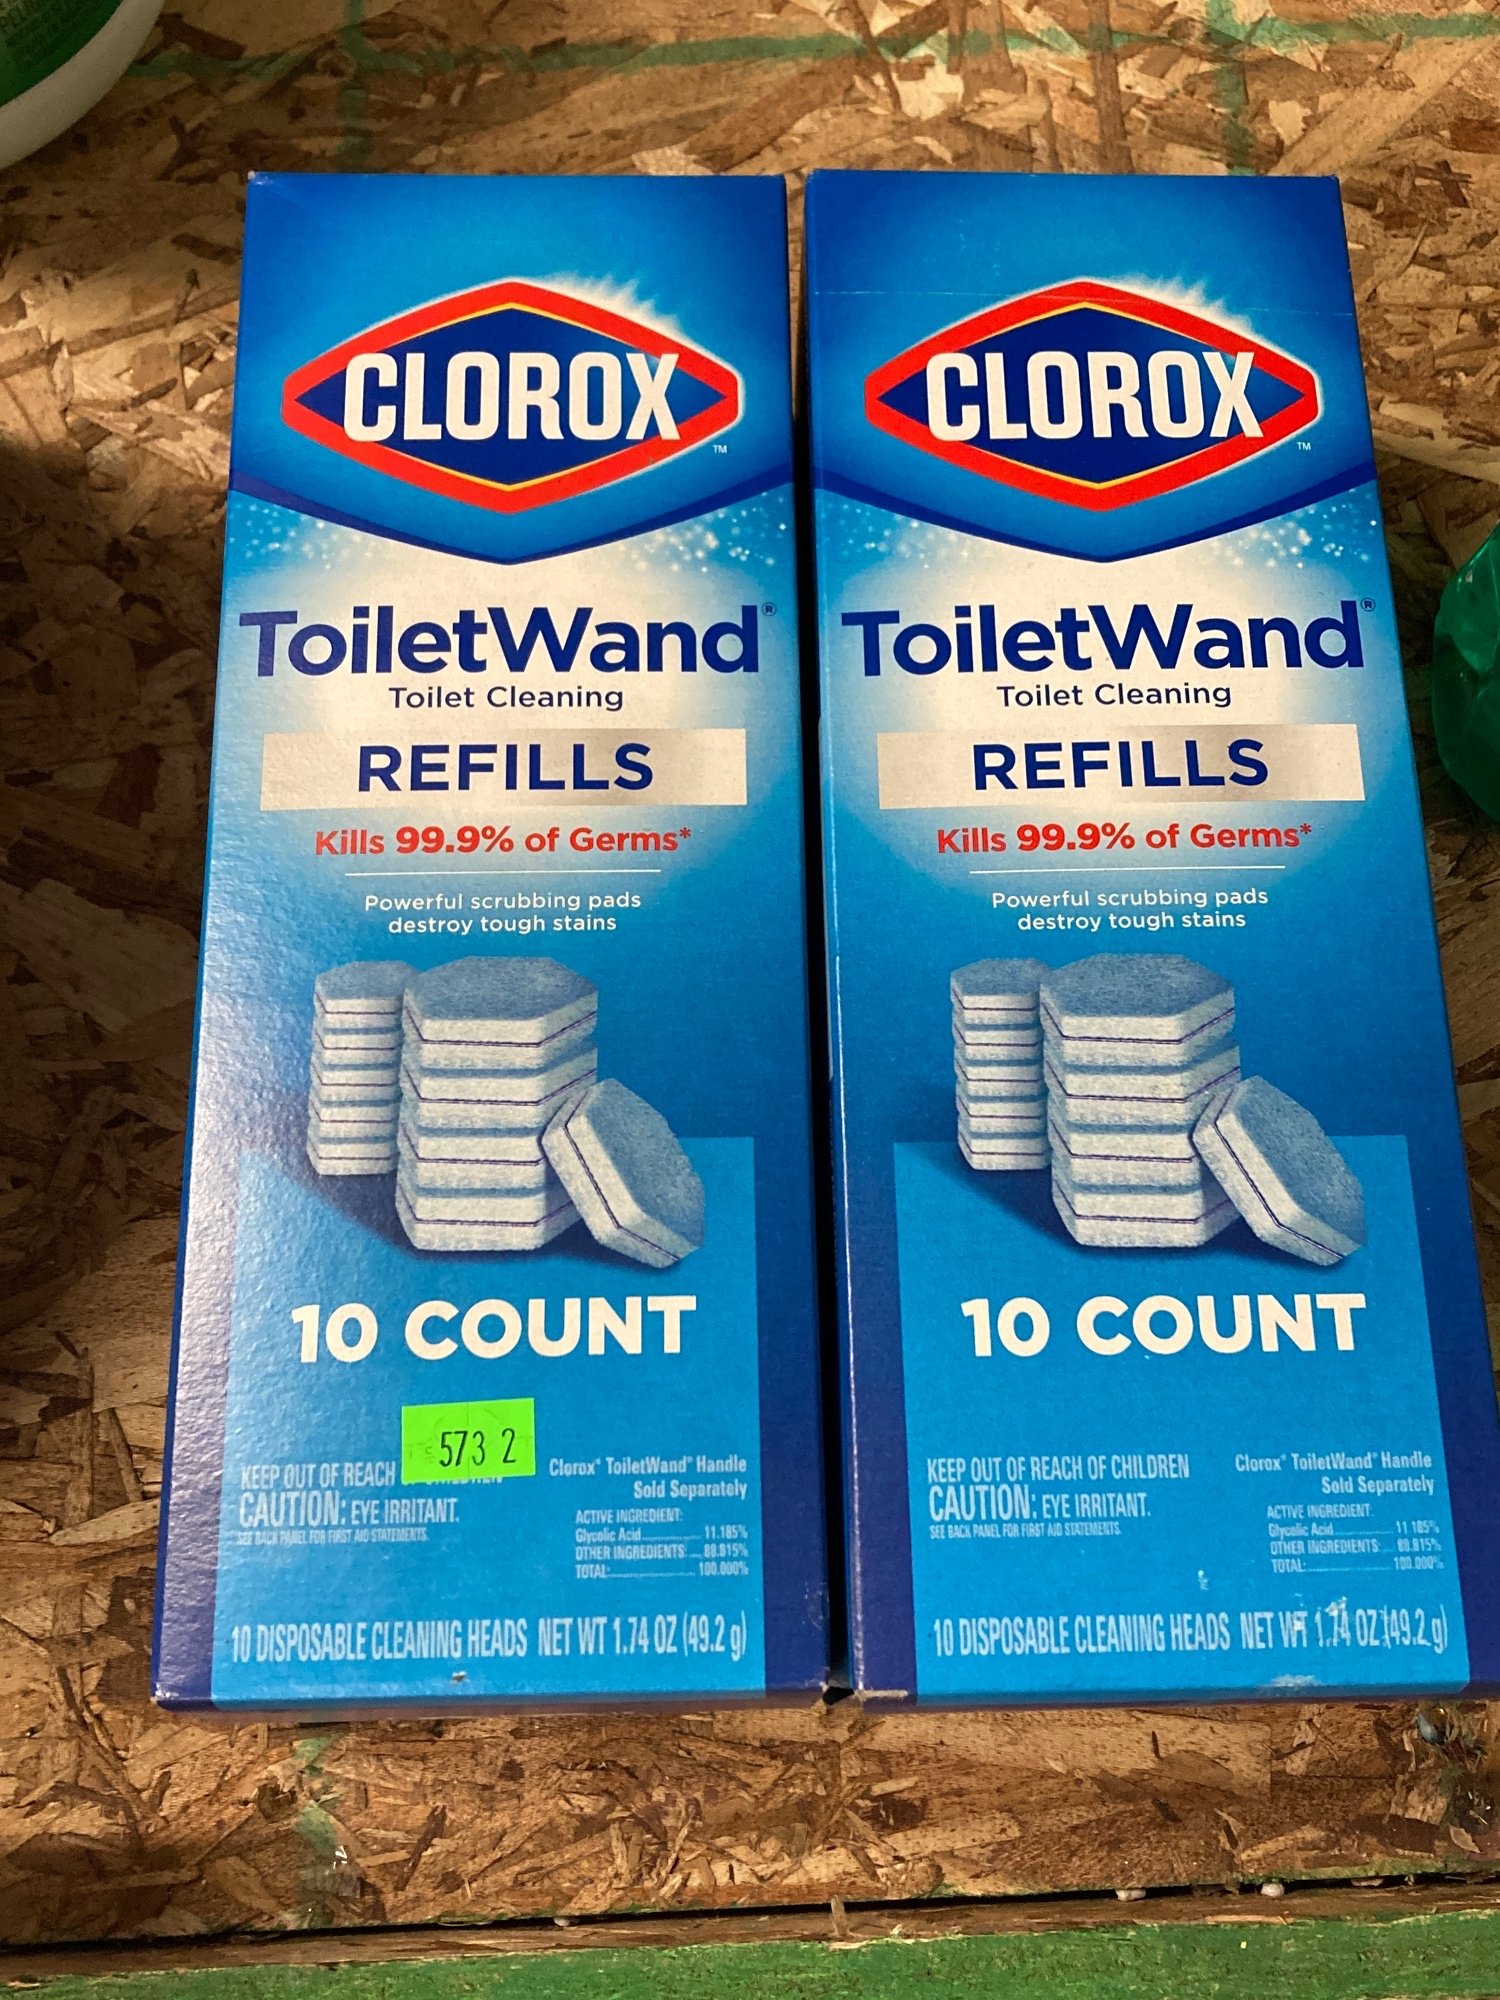 CLOROX
TM
ToiletWand®
Toilet Cleaning
REFILLS
Kills 99.9% of Germs*
Powerful scrubbing pads
destroy tough stains
10 COUNT
573 2
KEEP OUT OF REACH
CAUTION: EYE IRRITANT.
SEE BACK PANEL FOR FIRST AID STATEMENTS.
Clorox® ToiletWand® Handle
Sold Separately
ACTIVE INGREDIENT:
Glycolic Acid 11.185%
OTHER INGREDIENTS: 88.815%
TOTAL: 100.000%
10 DISPOSABLE CLEANING HEADS NET WT 1.74 OZ (49.2 g)
CLOROX
TM
ToiletWand®
Toilet Cleaning
REFILLS
Kills 99.9% of Germs*
Powerful scrubbing pads
destroy tough stains
10 COUNT
KEEP OUT OF REACH OF CHILDREN
CAUTION: EYE IRRITANT.
SEE BACK PANEL FOR FIRST AID STATEMENTS.
Clorox® ToiletWand® Handle
Sold Separately
ACTIVE INGREDIENT:
Glycolic Acid 11.185%
OTHER INGREDIENTS: 88.815%
TOTAL: 100.000%
10 DISPOSABLE CLEANING HEADS NET WT 1.74 OZ (49.2 g)